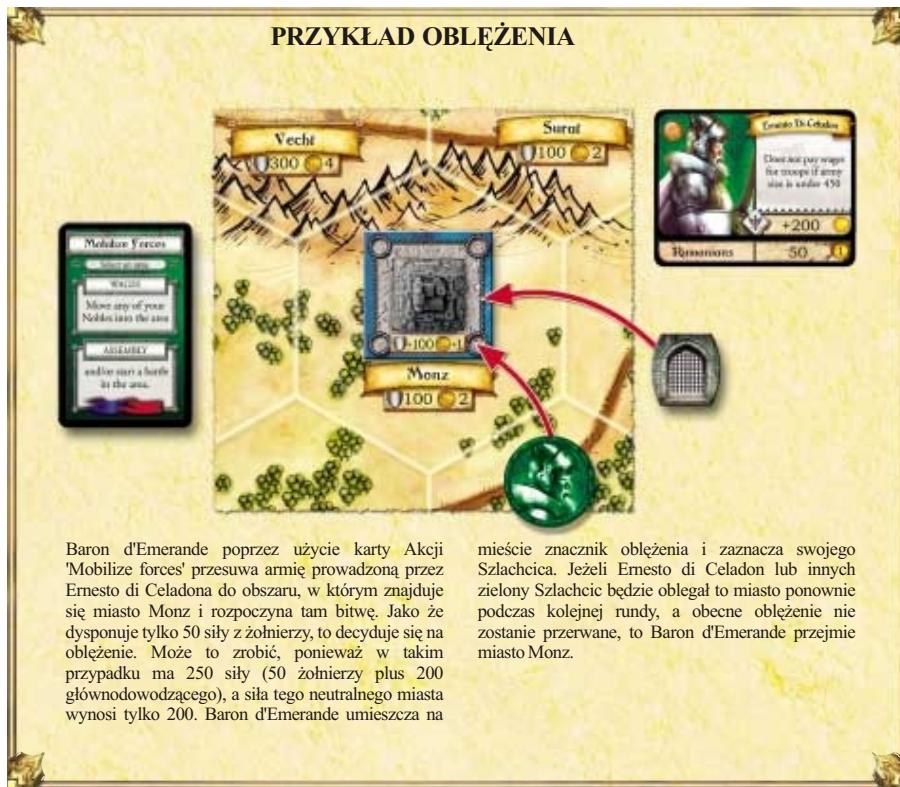 PRZYKŁAD OBLĘŻENIA
Vecht
300 4
Surat
100 2
Ernesto Di Celadon
Does not pay wages
for troops if army
size is under 450
+200
50 1
Mobilize Forces
Select an area
Move any of your
Nobles into the area
ASSEMBLY
and/or start a battle
in the area.
+100 +1
Monz
100 2
Baron d'Emerande poprzez użycie karty Akcji
'Mobilize forces' przesuwa armię prowadzoną przez
Ernesto di Celadona do obszaru, w którym znajduje
się miasto Monz i rozpoczyna tam bitwę. Jako że
dysponuje tylko 50 siły z żołnierzy, to decyduje się na
oblężenie. Może to zrobić, ponieważ w takim
przypadku ma 250 siły (50 żołnierzy plus 200
głównodowodzącego), a siła tego neutralnego miasta
wynosi tylko 200. Baron d'Emerande umieszcza na
mieście znacznik oblężenia i zaznacza swojego
Szlachcica. Jeżeli Ernesto di Celadon lub innych
zielony Szlachcic będzie oblegał to miasto ponownie
podczas kolejnej rundy, a obecne oblężenie nie
zostanie przerwane, to Baron d'Emerande przejmie
miasto Monz.